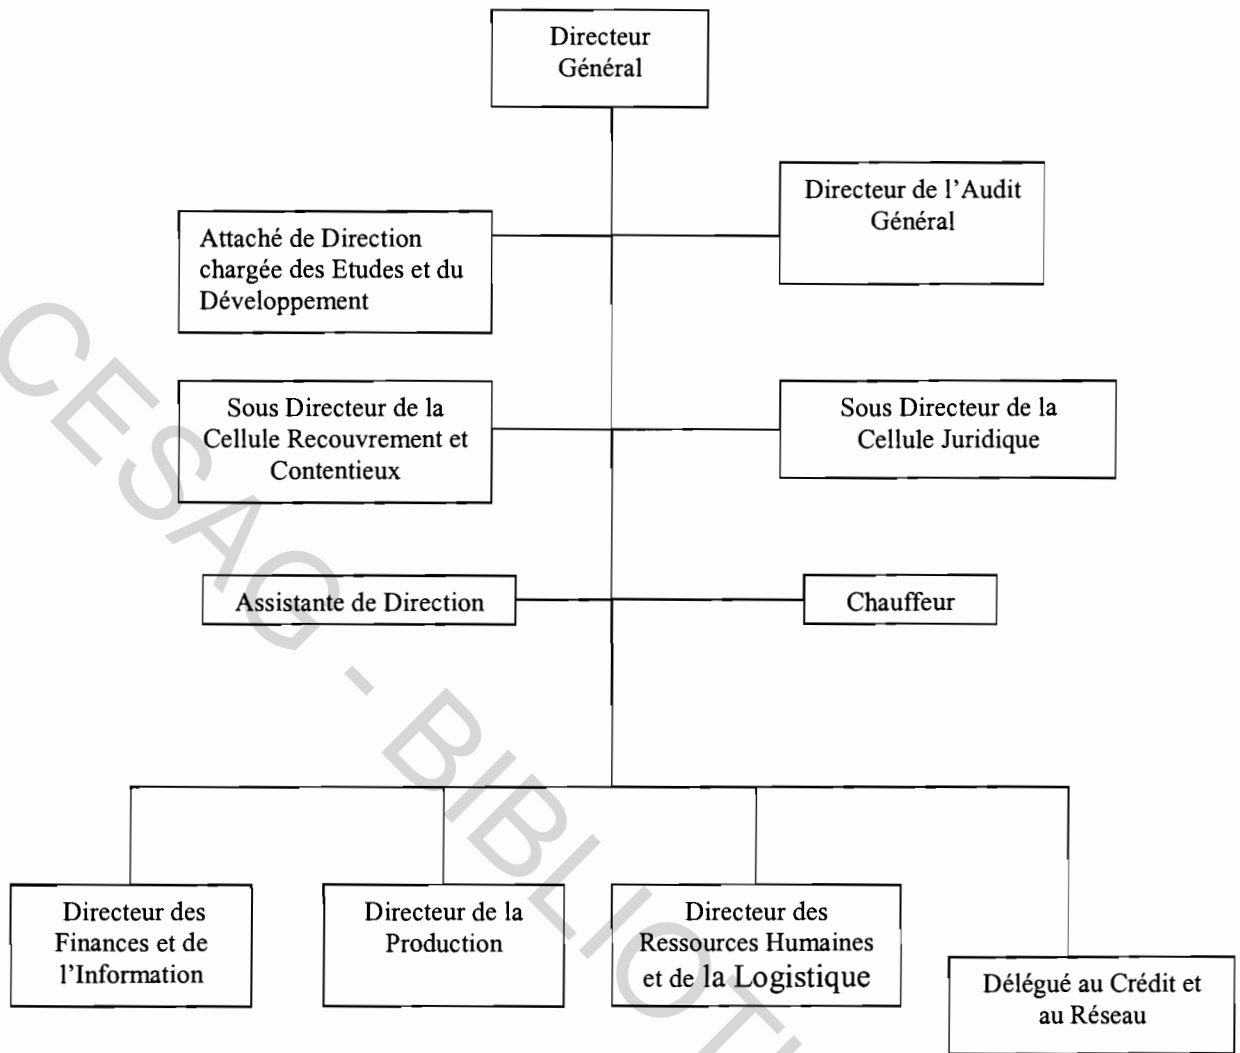 Directeur
Général
Directeur de l'Audit
Général
Attaché de Direction
chargée des Etudes et du
Développement
Sous Directeur de la
Cellule Recouvrement et
Contentieux
Sous Directeur de la
Cellule Juridique
Assistante de Direction
Chauffeur
Directeur des
Finances et de
l'Information
Directeur de la
Production
Directeur des
Ressources Humaines
et de la Logistique
Délégué au Crédit et
au Réseau
CESAG - BIBLIOT